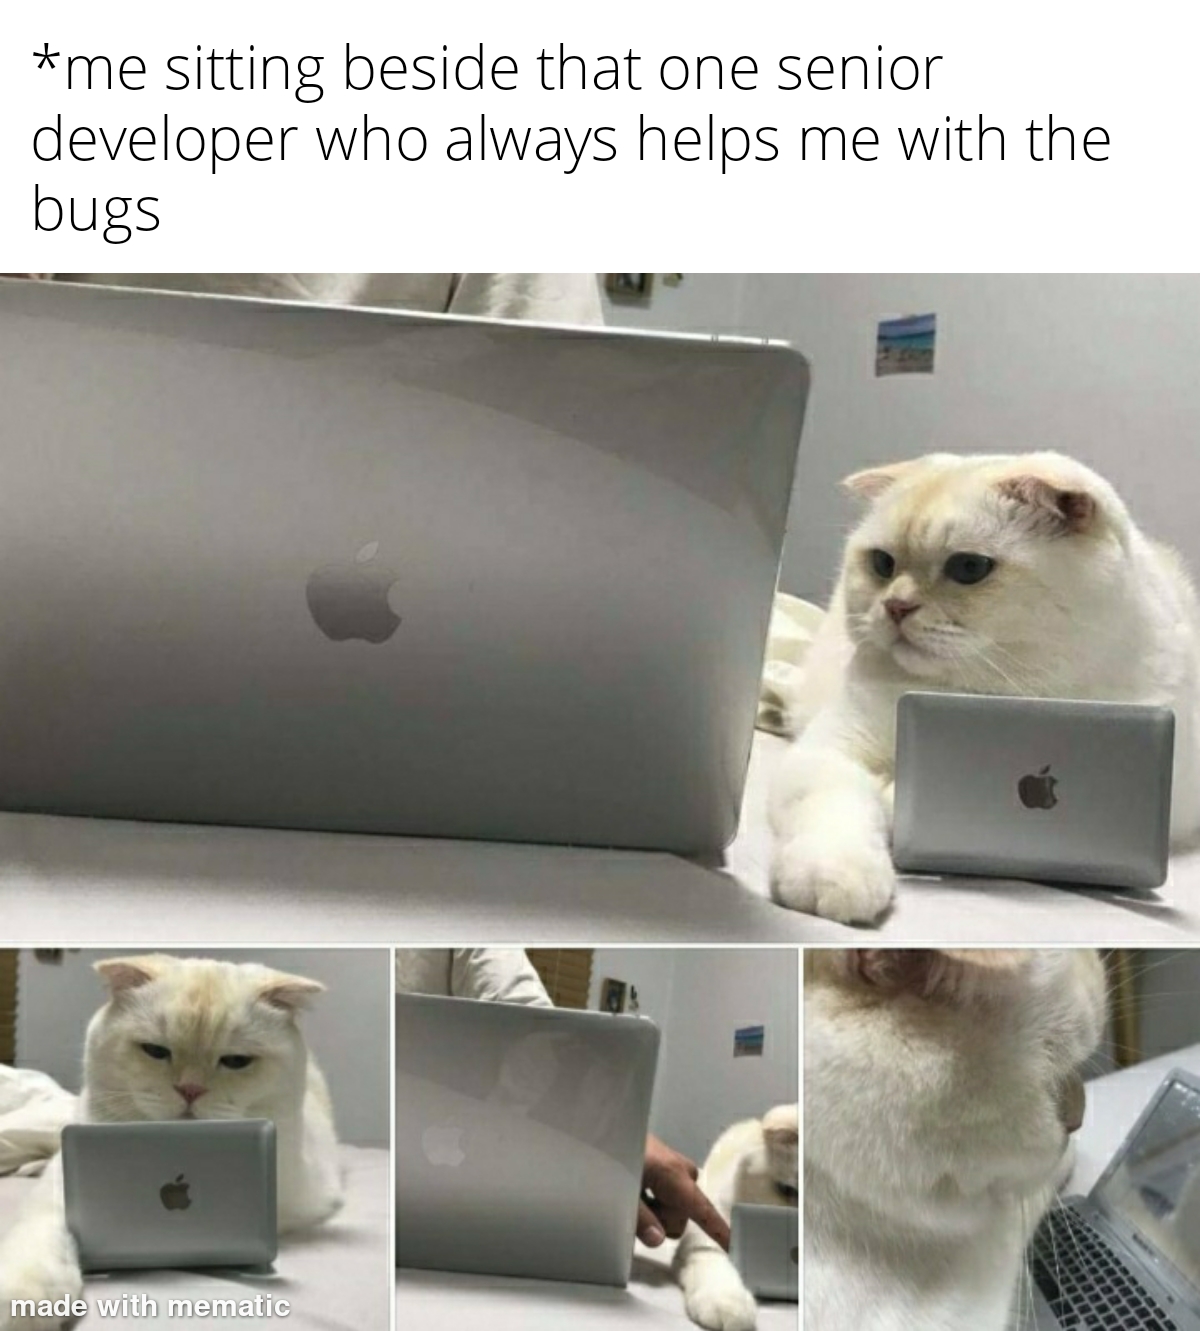 *me sitting beside that one senior
developer who always helps me with the
bugs
made with mematic